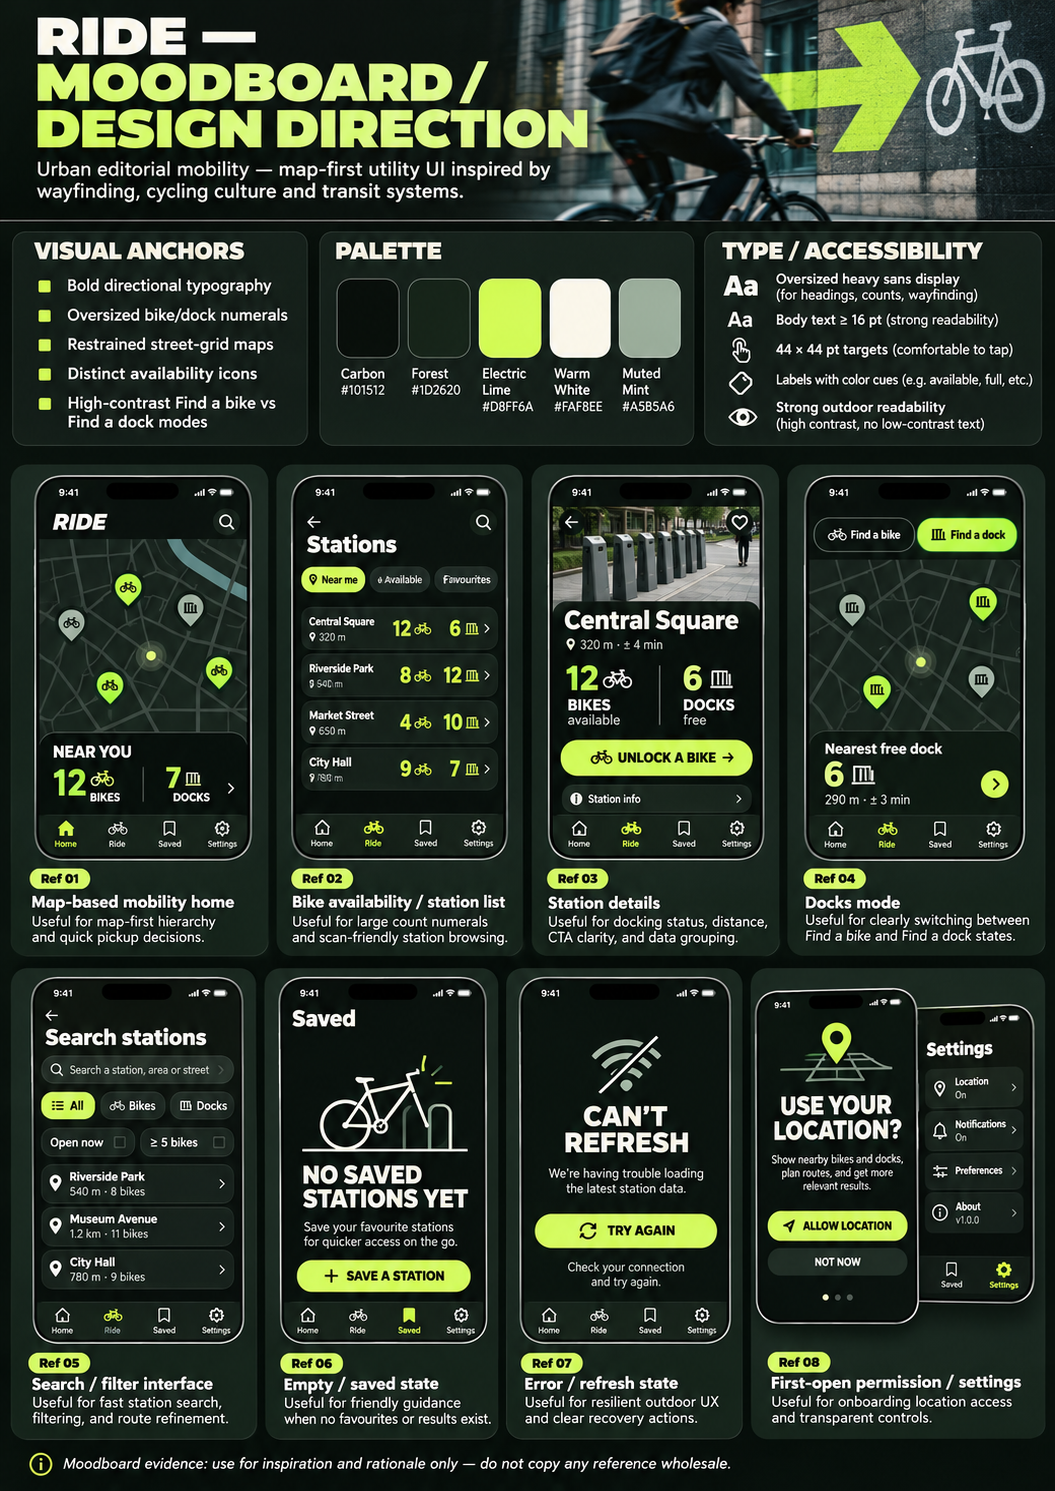 RIDE —
MOODBOARD /
DESIGN DIRECTION
Urban editorial mobility — map-first utility UI inspired by
wayfinding, cycling culture and transit systems.
VISUAL ANCHORS
Bold directional typography
Oversized bike/dock numerals
Restrained street-grid maps
Distinct availability icons
High-contrast Find a bike vs
Find a dock modes
PALETTE
Carbon
#101512
Forest
#1D2620
Electric
Lime
#D8FF6A
Warm
White
#FAF8EE
Muted
Mint
#A5B5A6
TYPE / ACCESSIBILITY
Aa
Oversized heavy sans display
(for headings, counts, wayfinding)
Aa
Body text ≥ 16 pt (strong readability)
44 × 44 pt targets (comfortable to tap)
Labels with color cues (e.g. available, full, etc.)
Strong outdoor readability
(high contrast, no low-contrast text)
9:41
RIDE
NEAR YOU
12
BIKES
7
DOCKS
Home
Ride
Saved
Settings
Ref 01
Map-based mobility home
Useful for map-first hierarchy
and quick pickup decisions.
9:41
Stations
Near me
Available
Favourites
Central Square
320 m
12
6
Riverside Park
540 m
8
12
Market Street
650 m
4
10
City Hall
9
7
Home
Ride
Saved
Settings
Ref 02
Bike availability / station list
Useful for large count numerals
and scan-friendly station browsing.
9:41
Central Square
320 m · ± 4 min
12
BIKES
available
6
DOCKS
free
UNLOCK A BIKE →
Station info
Home
Ride
Saved
Settings
Ref 03
Station details
Useful for docking status, distance,
CTA clarity, and data grouping.
9:41
Find a bike
Find a dock
Nearest free dock
6
290 m · ± 3 min
Home
Ride
Saved
Settings
Ref 04
Docks mode
Useful for clearly switching between
Find a bike and Find a dock states.
9:41
Search stations
Search a station, area or street
All
Bikes
Docks
Open now
≥ 5 bikes
Riverside Park
540 m · 8 bikes
Museum Avenue
1.2 km · 11 bikes
City Hall
780 m · 9 bikes
Home
Ride
Saved
Settings
Ref 05
Search / filter interface
Useful for fast station search,
filtering, and route refinement.
9:41
Saved
NO SAVED
STATIONS YET
Save your favourite stations
for quicker access on the go.
+ SAVE A STATION
Home
Ride
Saved
Settings
Ref 06
Empty / saved state
Useful for friendly guidance
when no favourites or results exist.
9:41
CAN'T
REFRESH
We're having trouble loading
the latest station data.
TRY AGAIN
Check your connection
and try again.
Home
Ride
Saved
Settings
Ref 07
Error / refresh state
Useful for resilient outdoor UX
and clear recovery actions.
9:41
USE YOUR
LOCATION?
Show nearby bikes and docks,
plan routes, and get more
relevant results.
ALLOW LOCATION
NOT NOW
Settings
Location
On
Notifications
On
Preferences
About
v1.0.0
Saved
Settings
Ref 08
First-open permission / settings
Useful for onboarding location access
and transparent controls.
Moodboard evidence: use for inspiration and rationale only — do not copy any reference wholesale.